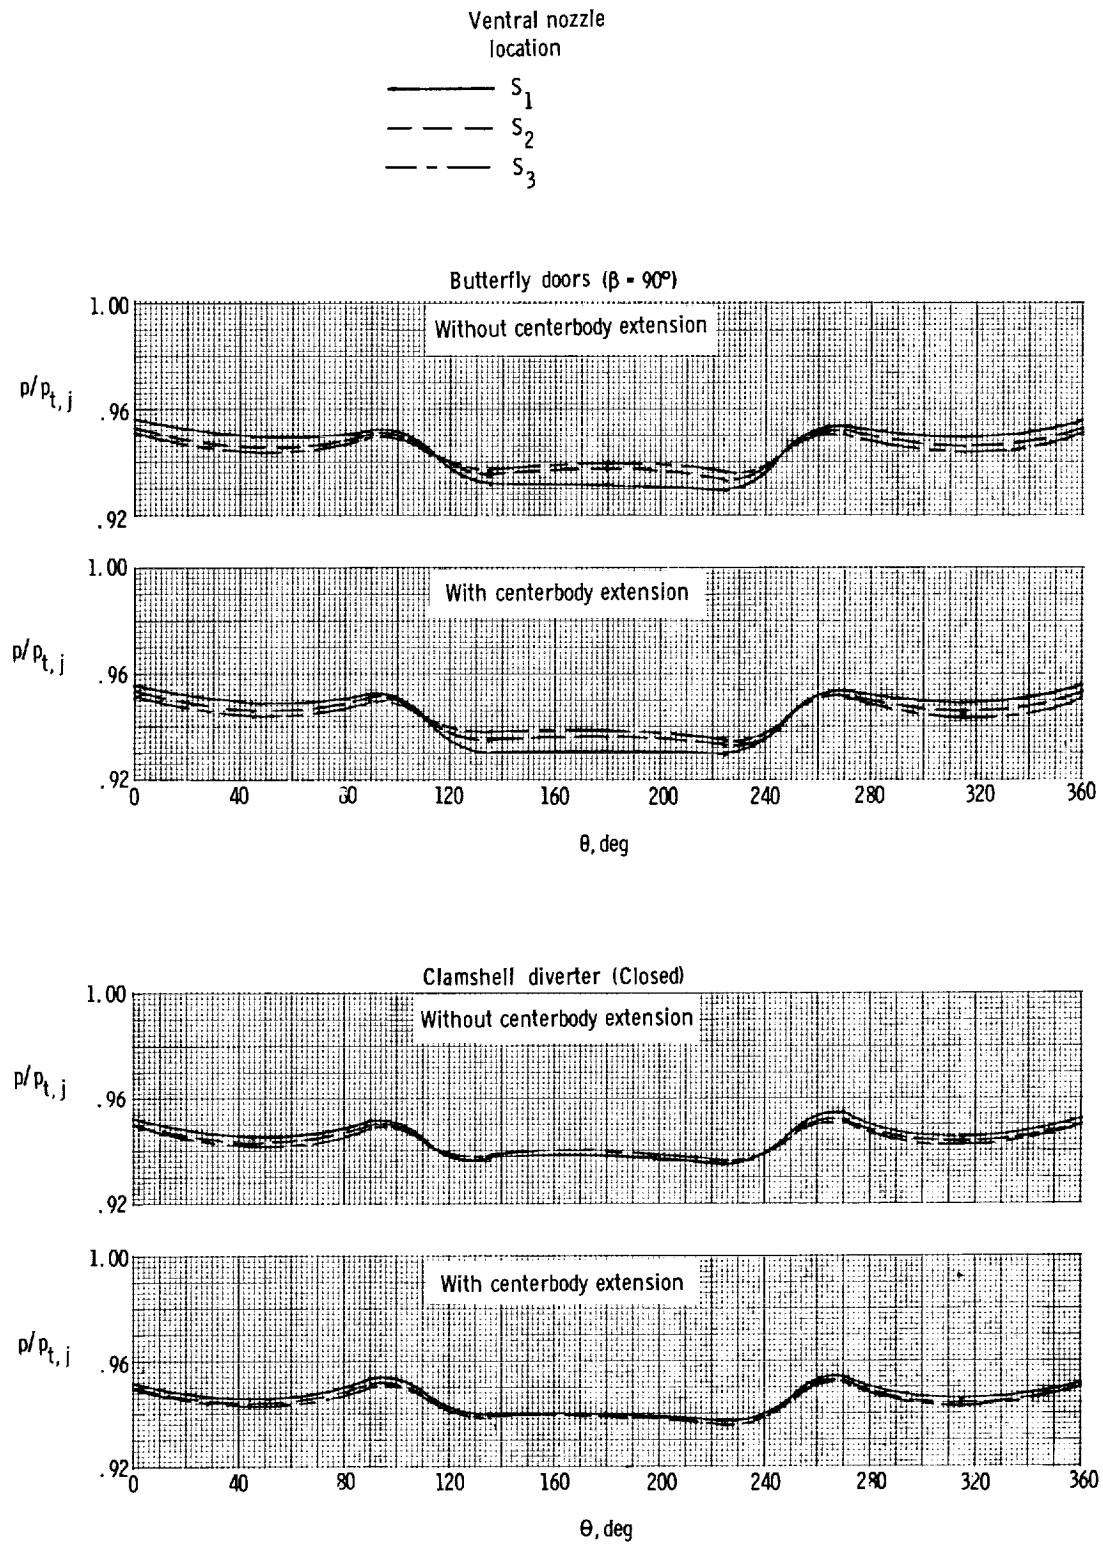 Ventral nozzle
location
S1
S2
S3
Butterfly doors (β = 90º)
1.00
Without centerbody extension
p/pt, j
.96
.92
1.00
With centerbody extension
p/pt, j
.96
.92
0 40 80 120 160 200 240 280 320 360
θ, deg
Clamshell diverter (Closed)
1.00
Without centerbody extension
p/pt, j
.96
.92
1.00
With centerbody extension
p/pt, j
.96
.92
0 40 80 120 160 200 240 280 320 360
θ, deg